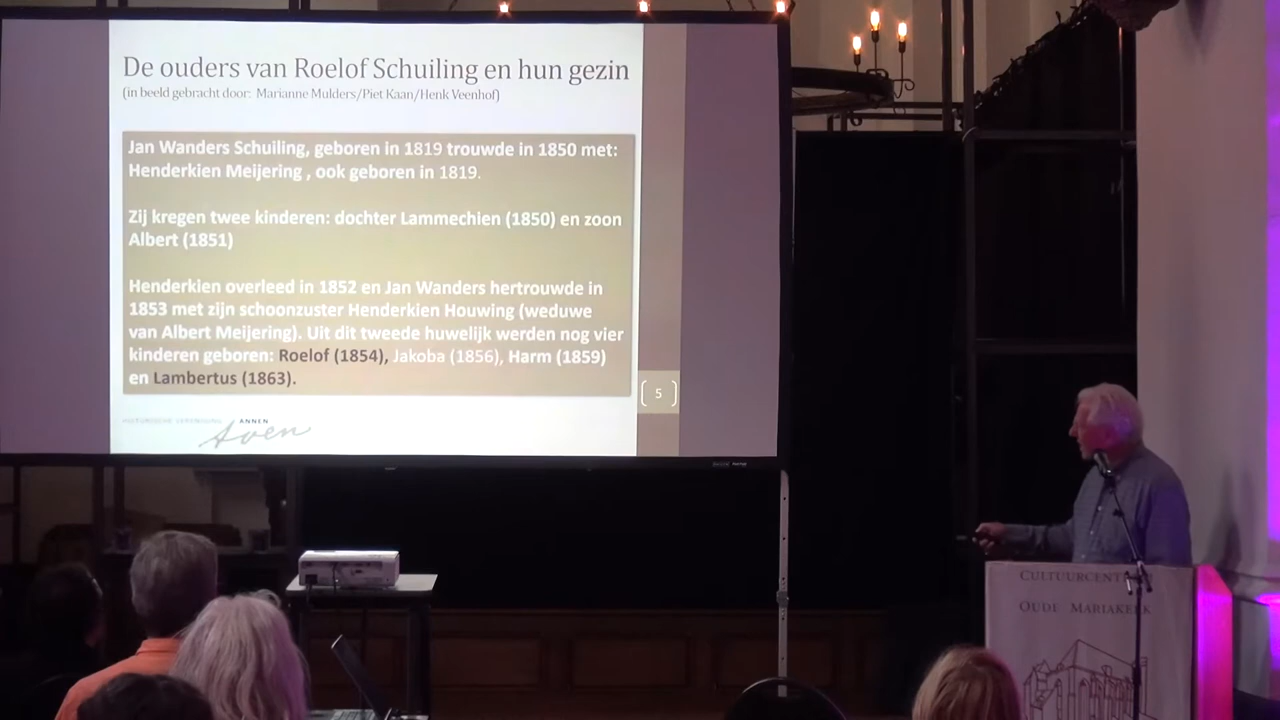 De ouders van Roelof Schuiling en hun gezin
(in beeld gebracht door: Marianne Mulders/Piet Kaan/Henk Veenhof)
Jan Wanders Schuiling, geboren in 1819 trouwde in 1850 met:
Henderkien Meijering , ook geboren in 1819.
Zij kregen twee kinderen: dochter Lammechien (1850) en zoon
Albert (1851)
Henderkien overleed in 1852 en Jan Wanders hertrouwde in
1853 met zijn schoonzuster Henderkien Houwing (weduwe
van Albert Meijering). Uit dit tweede huwelijk werden nog vier
kinderen geboren: Roelof (1854), Jakoba (1856), Harm (1859)
en Lambertus (1863).
5
HISTORISCHE VERENIGING ANNEN
OUDE MARIAKERK